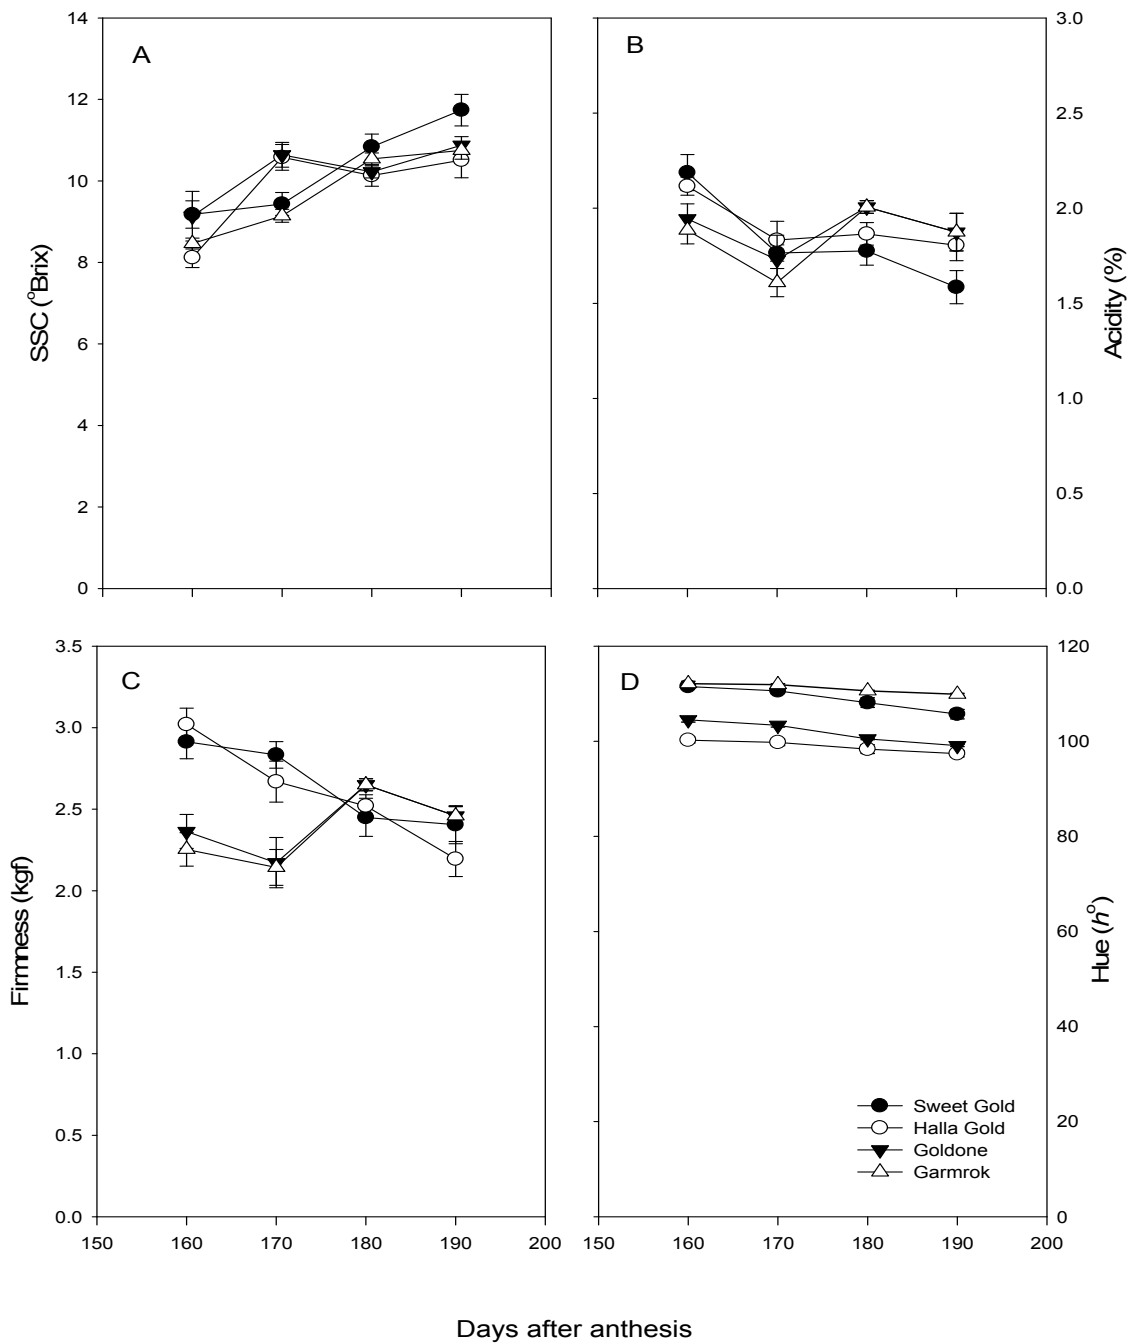 A
14
12
10
8
6
4
2
0
SSC (°Brix)
B
3.0
2.5
2.0
1.5
1.0
0.5
0.0
Acidity (%)
C
3.5
3.0
2.5
2.0
1.5
1.0
0.5
0.0
Firmness (kgf)
150 160 170 180 190 200
D
120
100
80
60
40
20
0
Hue (h°)
Sweet Gold
Halla Gold
Goldone
Garmrok
150 160 170 180 190 200
Days after anthesis